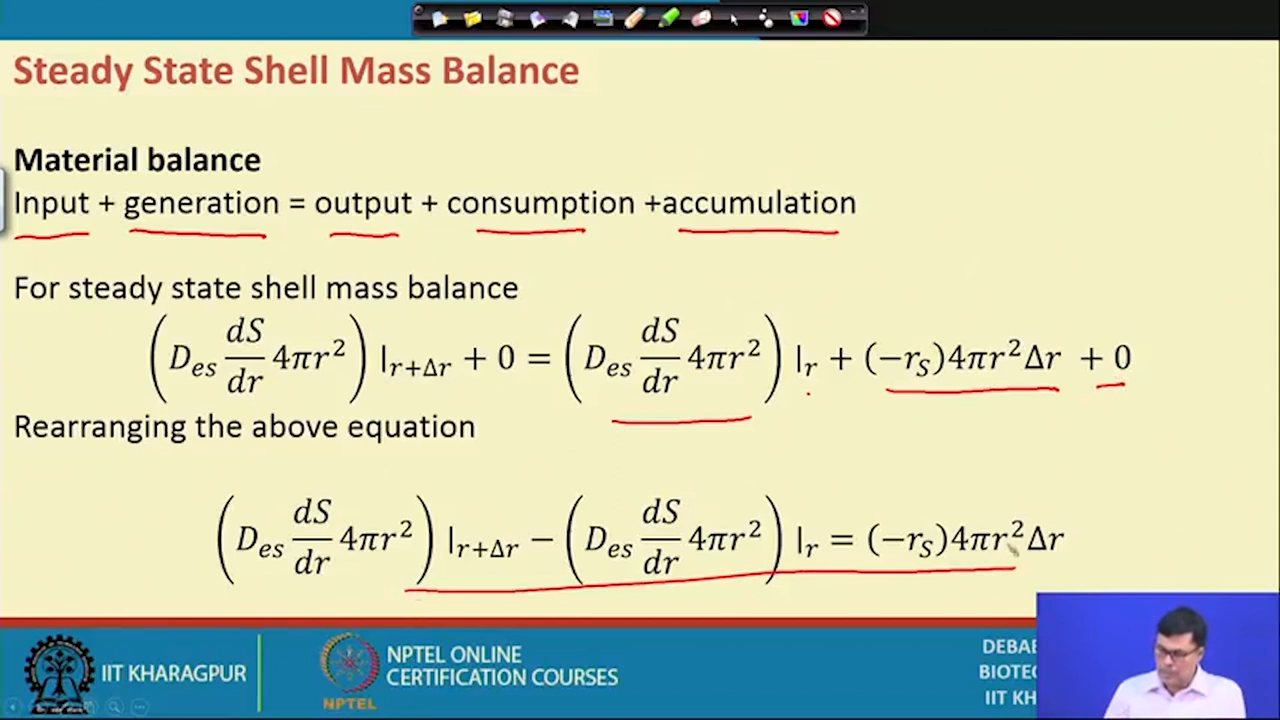 Steady State Shell Mass Balance
Material balance
Input + generation = output + consumption +accumulation
For steady state shell mass balance
(D_es dS/dr 4πr²) |_r+Δr + 0 = (D_es dS/dr 4πr²) |_r + (−r_S)4πr²Δr + 0
Rearranging the above equation
(D_es dS/dr 4πr²) |_r+Δr − (D_es dS/dr 4πr²) |_r = (−r_S)4πr²Δr
IIT KHARAGPUR
NPTEL
NPTEL ONLINE
CERTIFICATION COURSES
DEBAB
BIOTEC
IIT KH